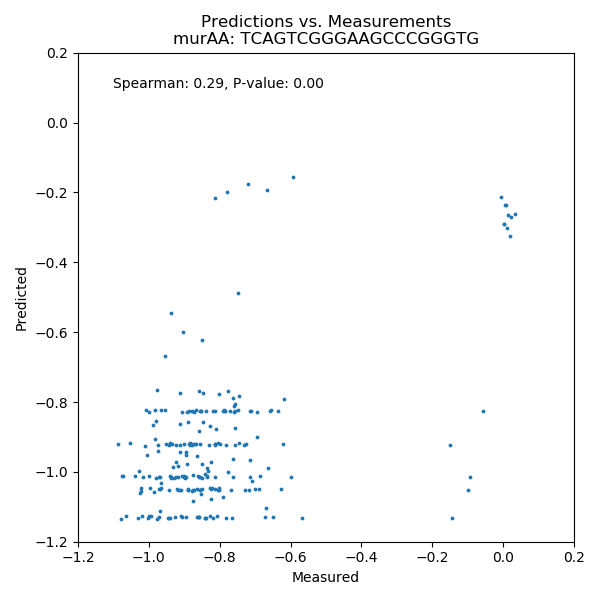 Predictions vs. Measurements
murAA: TCAGTCGGGAAGCCCGGGTG
Spearman: 0.29, P-value: 0.00
0.2
0.0
−0.2
−0.4
−0.6
−0.8
−1.0
−1.2
Predicted
−1.2 −1.0 −0.8 −0.6 −0.4 −0.2 0.0 0.2
Measured